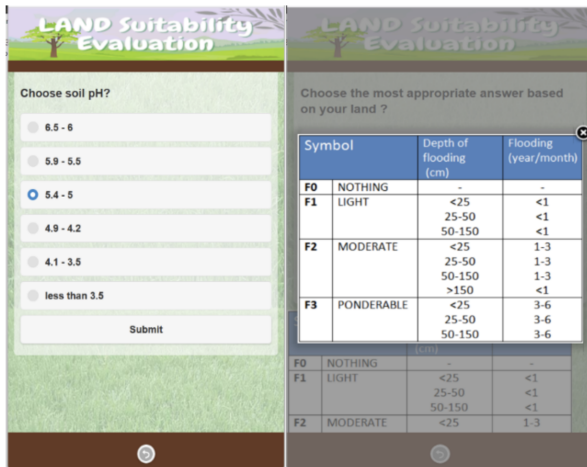 LAND Suitability
Evaluation
Choose soil pH?
6.5 - 6
5.9 - 5.5
5.4 - 5
4.9 - 4.2
4.1 - 3.5
less than 3.5
Submit
LAND Suitability
Evaluation
Choose the most appropriate answer based
on your land ?
Symbol Depth of flooding (cm) Flooding (year/month)
F0 NOTHING - -
F1 LIGHT <25 <1
25-50 <1
50-150 <1
F2 MODERATE <25 1-3
25-50 1-3
50-150 1-3
>150 <1
F3 PONDERABLE <25 3-6
25-50 3-6
50-150 3-6
(cm)
F0 NOTHING - -
F1 LIGHT <25 <1
25-50 <1
50-150 <1
F2 MODERATE <25 1-3